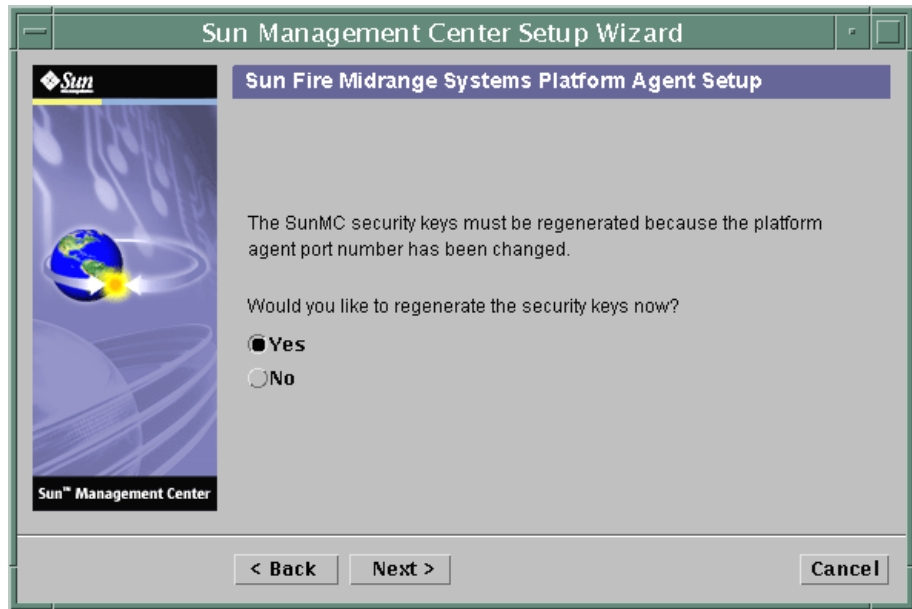 Sun Management Center Setup Wizard
Sun
Sun Fire Midrange Systems Platform Agent Setup
The SunMC security keys must be regenerated because the platform
agent port number has been changed.
Would you like to regenerate the security keys now?
Yes
No
Sun™ Management Center
< Back
Next >
Cancel